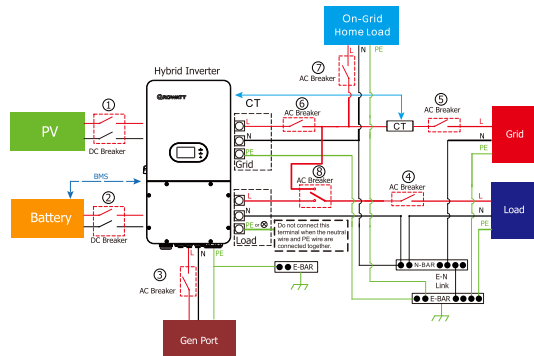 On-Grid
Home Load
Hybrid Inverter
GROWATT
PV
①
DC Breaker
BMS
Battery
②
DC Breaker
③
AC Breaker
L
N
PE
Gen Port
CT
L
N
PE
Grid
⑥
AC Breaker
⑦
AC Breaker
L
N
PE
CT
⑤
AC Breaker
L
N
PE
Grid
⑧
AC Breaker
④
AC Breaker
L
N
PE
Load
L
N
PE or
Load
Do not connect this
terminal when the neutral
wire and PE wire are
connected together.
E-BAR
N-BAR
E-N
Link
E-BAR